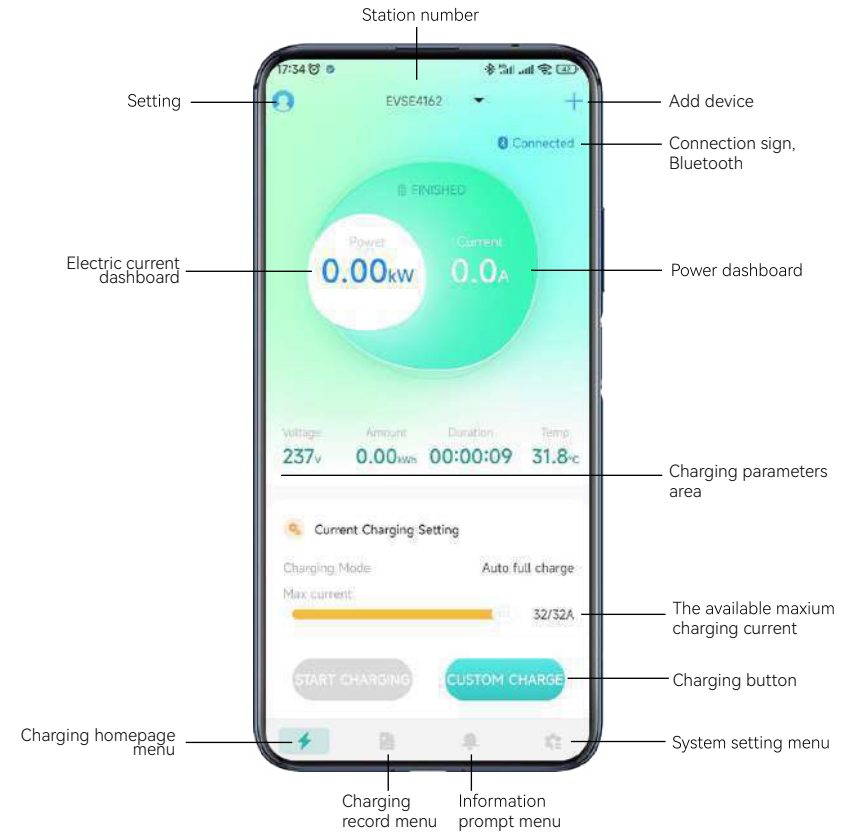 Station number
17:34
42
Setting
EVSE4162
Add device
Connected
Connection sign,
Bluetooth
FINISHED
Power
Current
Electric current
dashboard
0.00kW
0.0A
Power dashboard
Voltage
Amount
Duration
Temp
237v
0.00kWh
00:00:09
31.8°C
Charging parameters
area
Current Charging Setting
Charging Mode
Auto full charge
Max current
32/32A
The available maxium
charging current
START CHARGING
CUSTOM CHARGE
Charging button
Charging homepage
menu
System setting menu
Charging
record menu
Information
prompt menu